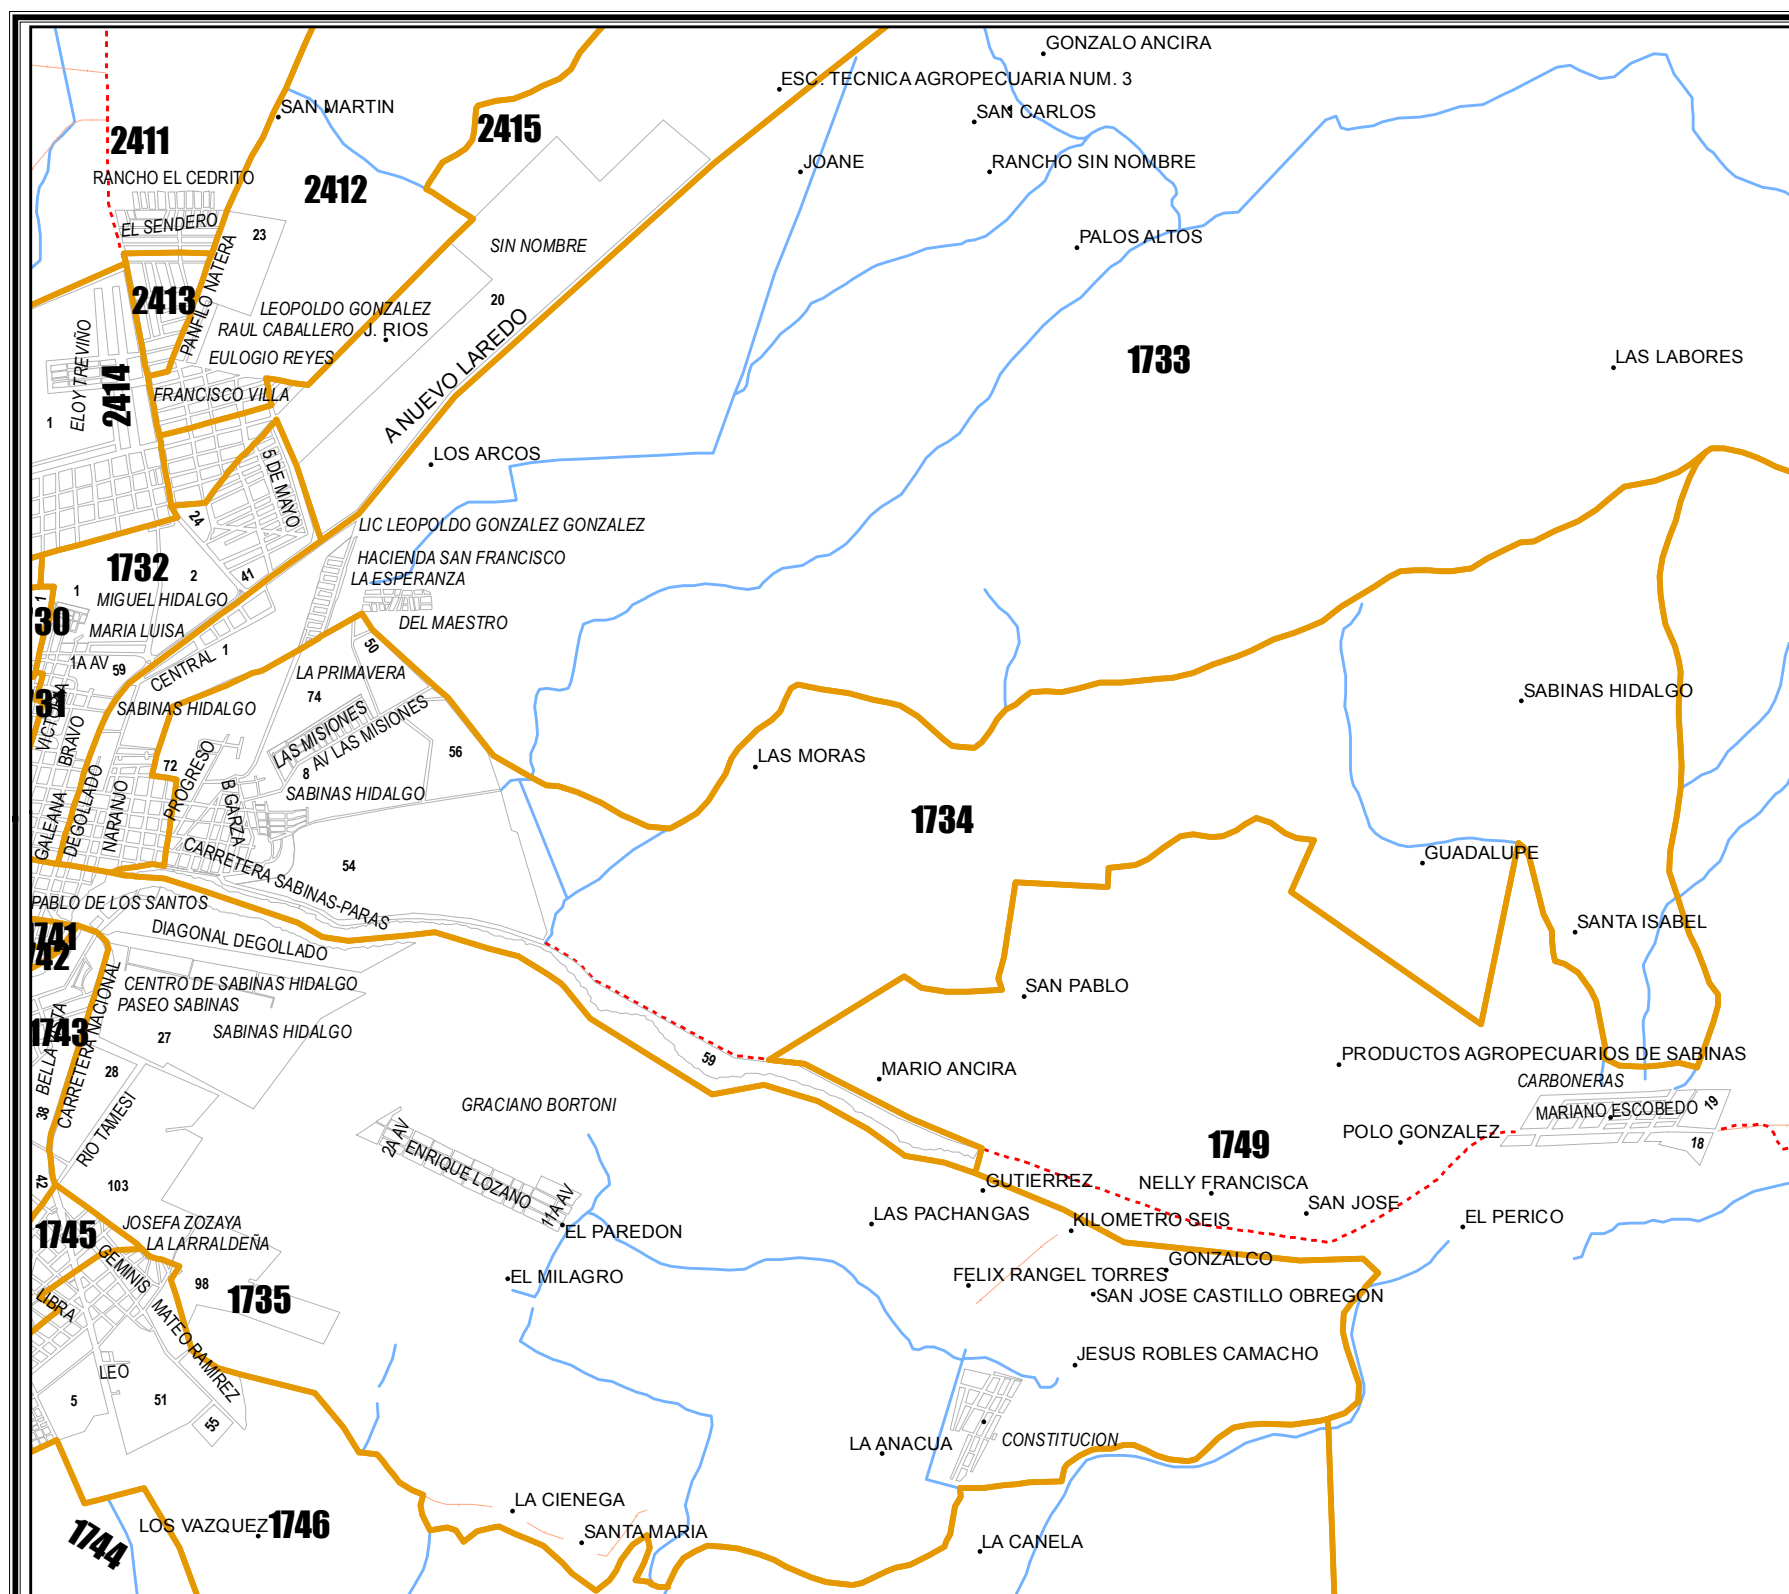 GONZALO ANCIRA
ESC. TECNICA AGROPECUARIA NUM. 3
SAN MARTIN
SAN CARLOS
2411
2415
JOANE
RANCHO SIN NOMBRE
RANCHO EL CEDRITO
2412
EL SENDERO
23
SIN NOMBRE
PALOS ALTOS
PANFILO NATERA
2413
20
LEOPOLDO GONZALEZ
RAUL CABALLERO
J. RIOS
EULOGIO REYES
A NUEVO LAREDO
1733
LAS LABORES
ELOY TREVIÑO
2414
FRANCISCO VILLA
1
LOS ARCOS
5 DE MAYO
24
LIC LEOPOLDO GONZALEZ GONZALEZ
HACIENDA SAN FRANCISCO
1732
2
41
LA ESPERANZA
1
1
MIGUEL HIDALGO
730
MARIA LUISA
DEL MAESTRO
50
1A AV
59
CENTRAL
1
LA PRIMAVERA
74
731
VICTORIA
SABINAS HIDALGO
SABINAS HIDALGO
LAS MISIONES
AV LAS MISIONES
BRAVO
56
LAS MORAS
72
8
PROGRESO
SABINAS HIDALGO
B GARZA
GALEANA
DEGOLLADO
NARANJO
1734
54
CARRETERA SABINAS-PARAS
GUADALUPE
PABLO DE LOS SANTOS
SANTA ISABEL
1741
742
DIAGONAL DEGOLLADO
CENTRO DE SABINAS HIDALGO
SAN PABLO
PASEO SABINAS
1743
BELLA VISTA
CARRETERA NACIONAL
27
SABINAS HIDALGO
59
PRODUCTOS AGROPECUARIOS DE SABINAS
28
MARIO ANCIRA
CARBONERAS
38
GRACIANO BORTONI
MARIANO ESCOBEDO
19
RIO TAMESI
2A AV
ENRIQUE LOZANO
1749
POLO GONZALEZ
18
42
103
11A AV
GUTIERREZ
NELLY FRANCISCA
SAN JOSE
JOSEFA ZOZAYA
1745
EL PAREDON
LAS PACHANGAS
KILOMETRO SEIS
EL PERICO
LA LARRALDEÑA
GEMINIS
98
EL MILAGRO
FELIX RANGEL TORRES
GONZALCO
1735
LIBRA
SAN JOSE CASTILLO OBREGON
MATEO RAMIREZ
LEO
JESUS ROBLES CAMACHO
5
51
55
LA ANACUA
CONSTITUCION
LA CIENEGA
LOS VAZQUEZ
1746
SANTA MARIA
1744
LA CANELA